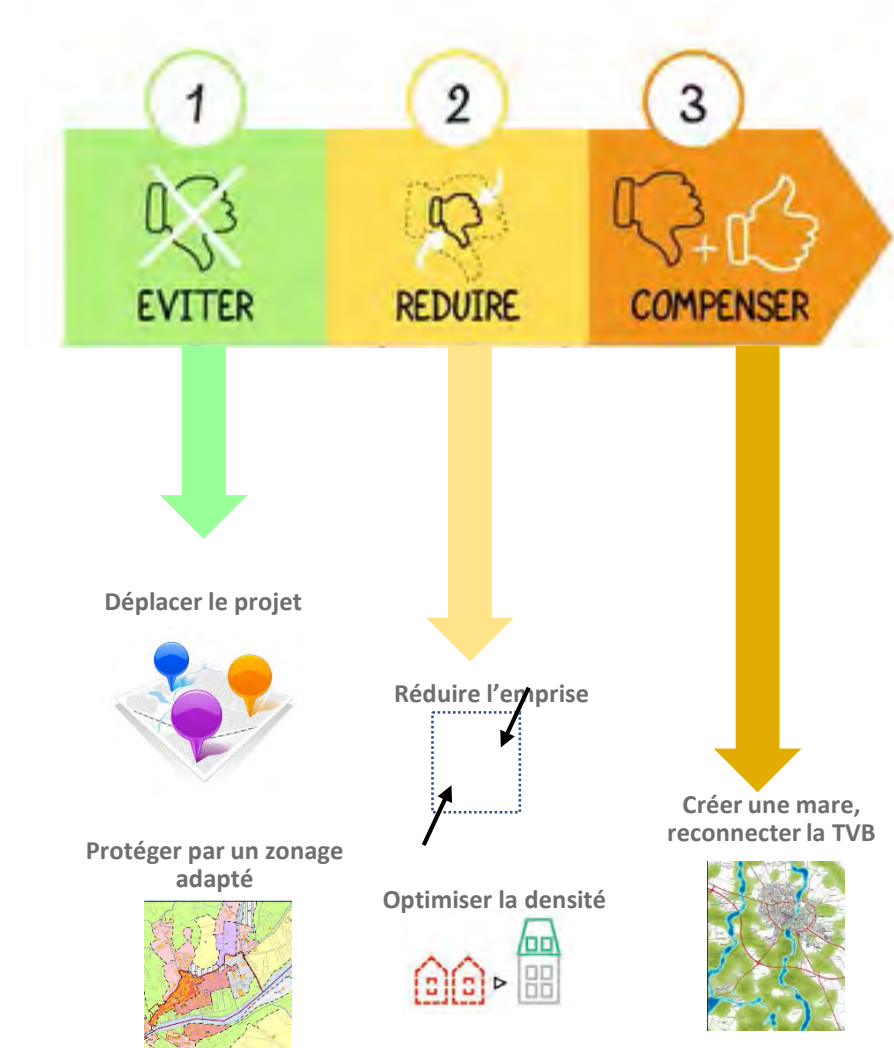 1
2
3
EVITER
REDUIRE
COMPENSER
Déplacer le projet
Réduire l’emprise
Créer une mare,
reconnecter la TVB
Protéger par un zonage
adapté
Optimiser la densité